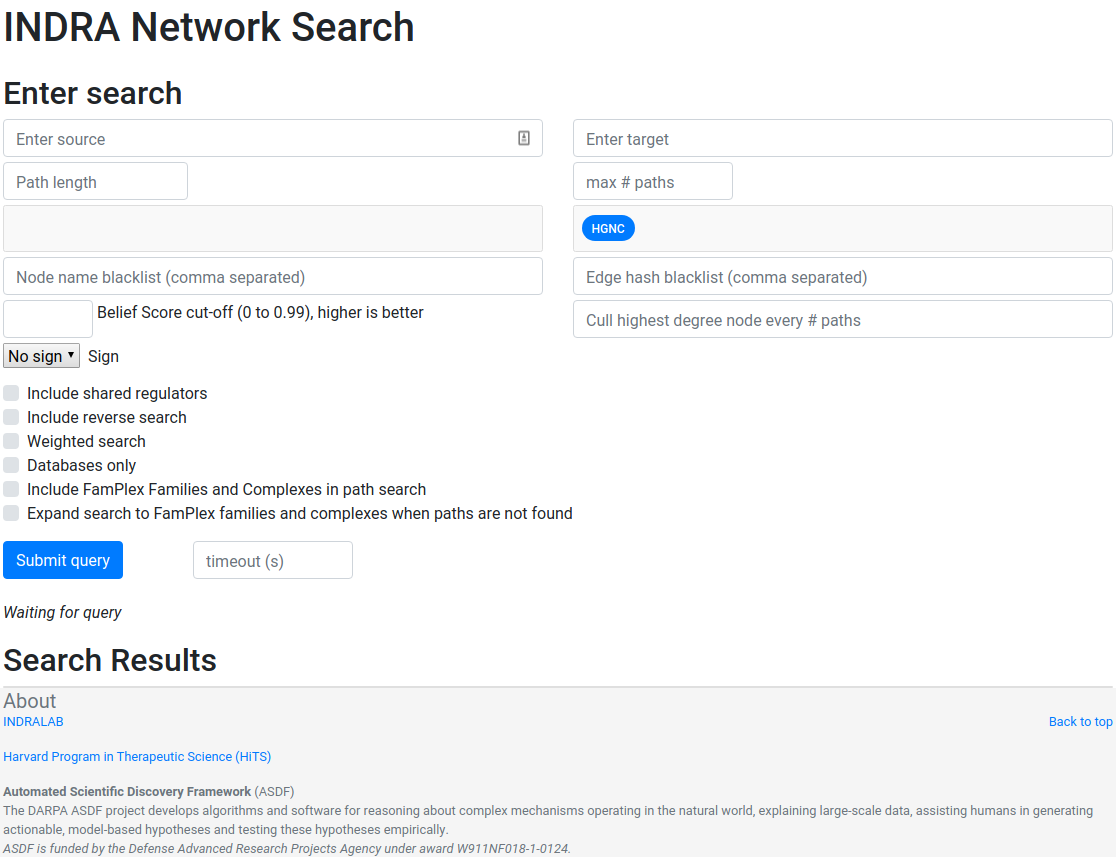 INDRA Network Search
Enter search
Enter source
Enter target
Path length
max # paths
HGNC
Node name blacklist (comma separated)
Edge hash blacklist (comma separated)
Belief Score cut-off (0 to 0.99), higher is better
Cull highest degree node every # paths
No sign
Sign
Include shared regulators
Include reverse search
Weighted search
Databases only
Include FamPlex Families and Complexes in path search
Expand search to FamPlex families and complexes when paths are not found
Submit query
timeout (s)
Waiting for query
Search Results
About
INDRALAB
Back to top
Harvard Program in Therapeutic Science (HiTS)
Automated Scientific Discovery Framework (ASDF)
The DARPA ASDF project develops algorithms and software for reasoning about complex mechanisms operating in the natural world, explaining large-scale data, assisting humans in generating
actionable, model-based hypotheses and testing these hypotheses empirically.
ASDF is funded by the Defense Advanced Research Projects Agency under award W911NF018-1-0124.